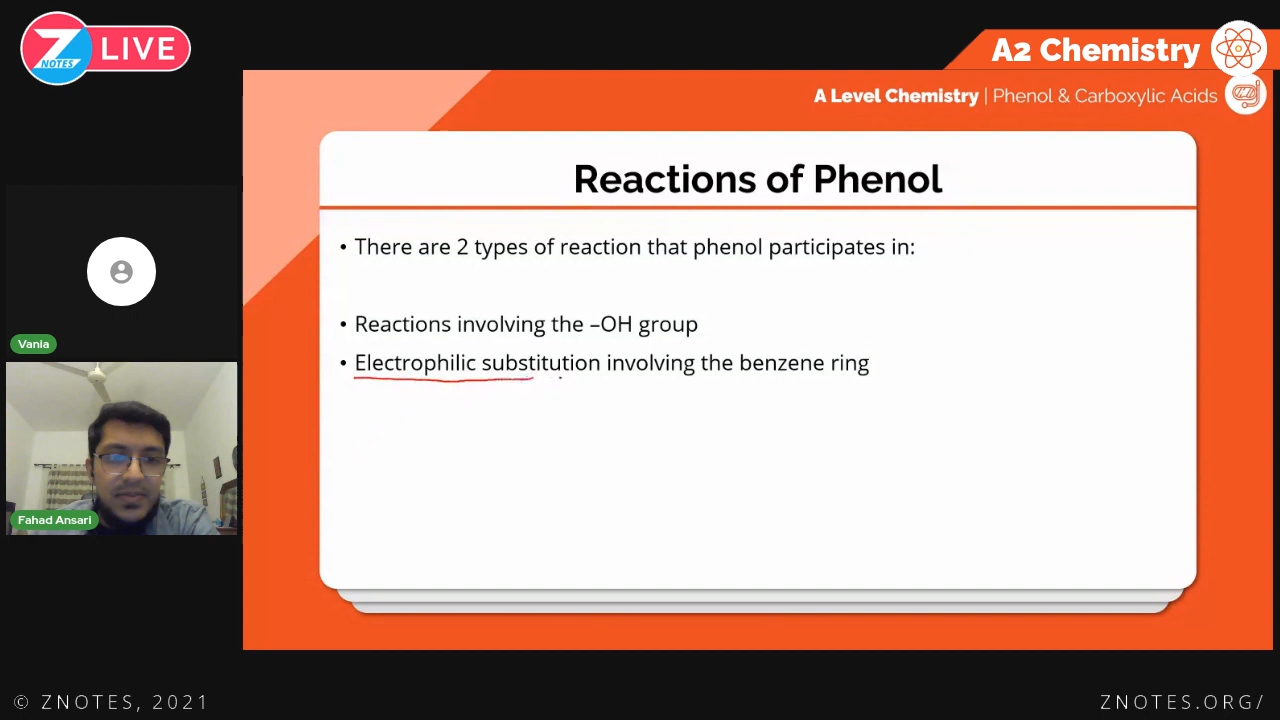 Z
NOTES
LIVE
A2 Chemistry
A Level Chemistry | Phenol & Carboxylic Acids
Reactions of Phenol
• There are 2 types of reaction that phenol participates in:
• Reactions involving the –OH group
• Electrophilic substitution involving the benzene ring
Vania
Fahad Ansari
© ZNOTES, 2021
ZNOTES.ORG/